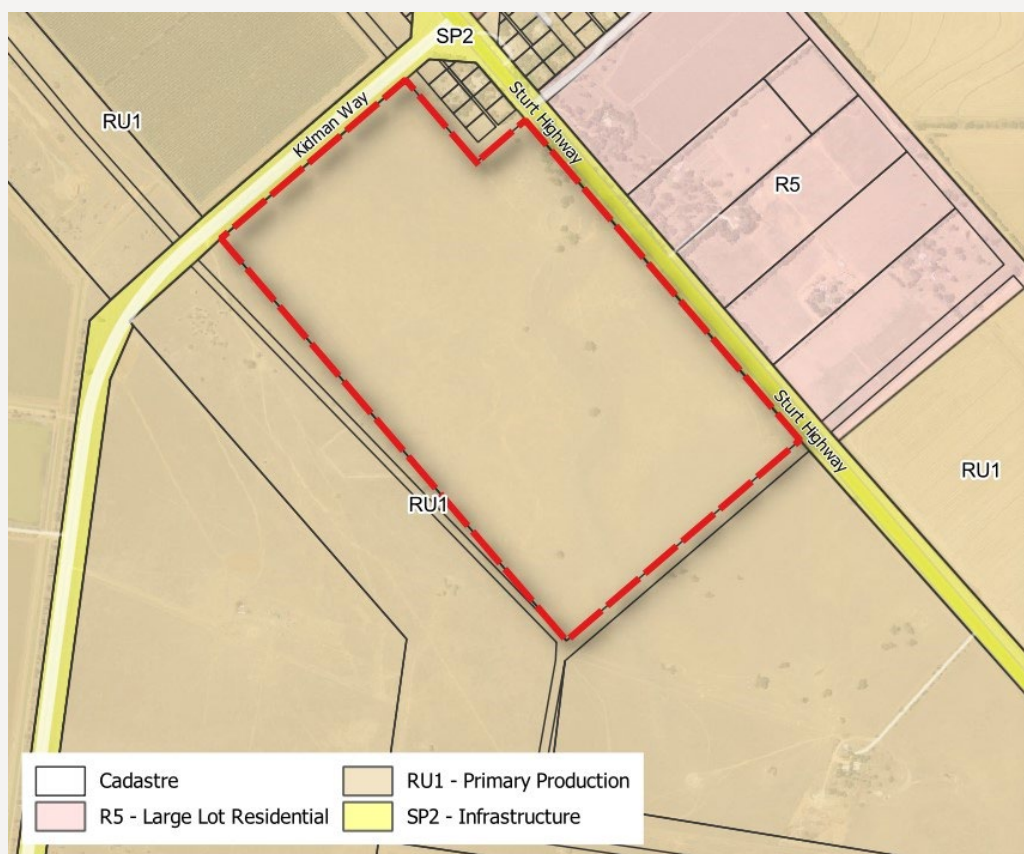 SP2
RU1
Kidman Way
Sturt Highway
R5
Sturt Highway
RU1
RU1
Cadastre
R5 - Large Lot Residential
RU1 - Primary Production
SP2 - Infrastructure